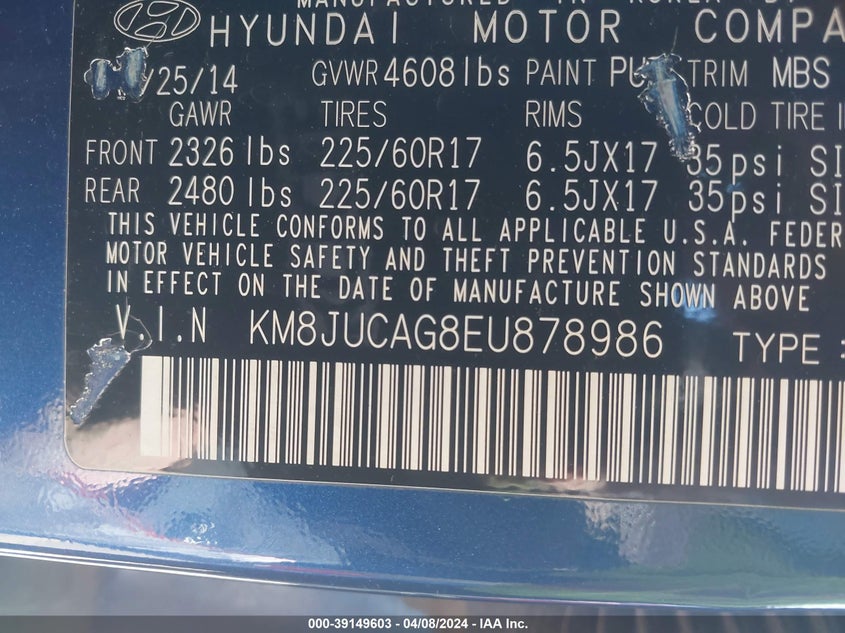 MANUFACTURED IN KOREA BY
HYUNDAI MOTOR COMPA
/25/14 GVWR 4608 lbs PAINT PU TRIM MBS
GAWR TIRES RIMS COLD TIRE I
FRONT 2326 lbs 225/60R17 6.5JX17 35psi SI
REAR 2480 lbs 225/60R17 6.5JX17 35psi SI
THIS VEHICLE CONFORMS TO ALL APPLICABLE U.S.A. FEDER
MOTOR VEHICLE SAFETY AND THEFT PREVENTION STANDARDS
IN EFFECT ON THE DATE OF MANUFACTURE SHOWN ABOVE
V.I.N KM8JUCAG8EU878986 TYPE :
000-39149603 - 04/08/2024 - IAA Inc.